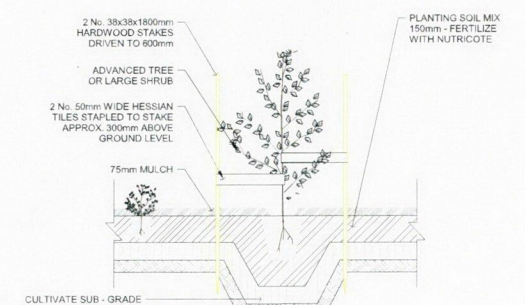 2 No. 38x38x1800mm
HARDWOOD STAKES
DRIVEN TO 600mm
ADVANCED TREE
OR LARGE SHRUB
2 No. 50mm WIDE HESSIAN
TILES STAPLED TO STAKE
APPROX. 300mm ABOVE
GROUND LEVEL
75mm MULCH
CULTIVATE SUB - GRADE
PLANTING SOIL MIX
150mm - FERTILIZE
WITH NUTRICOTE